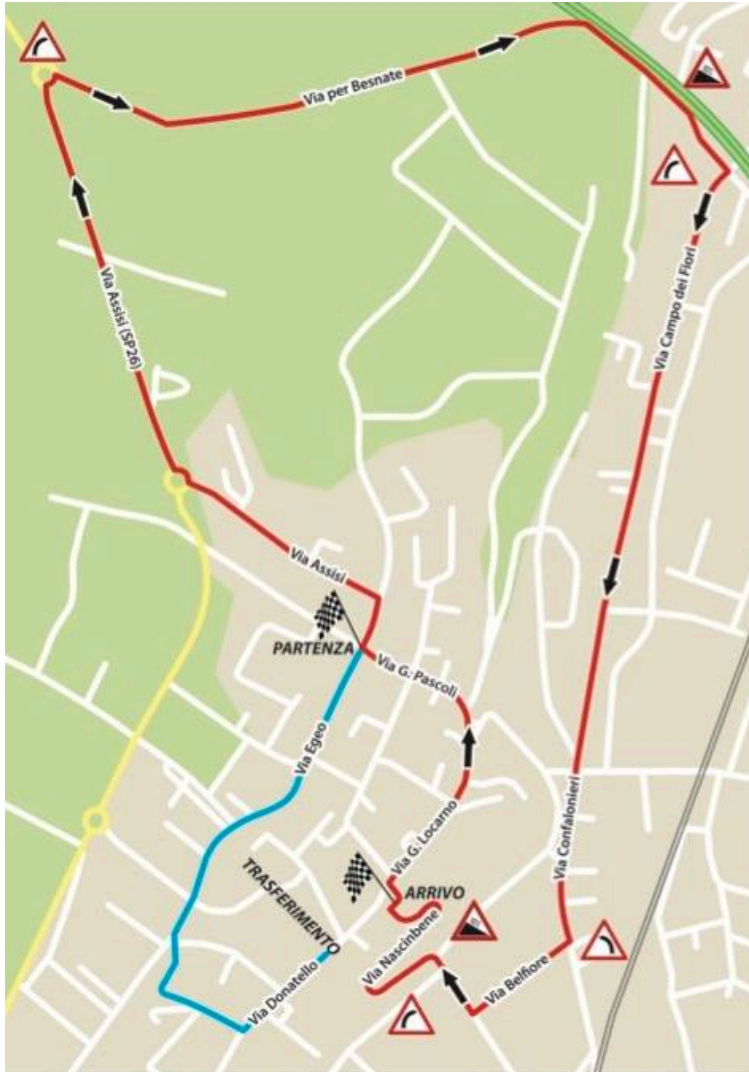 Via per Besnate
Via Assisi (SP26)
Via Campo dei Fiori
Via Assisi
PARTENZA
Via G. Pascoli
Via Egeo
Via Confalonieri
Via G. Locarno
TRASFERIMENTO
ARRIVO
Via Nascinbene
Via Donatello
Via Belfiore